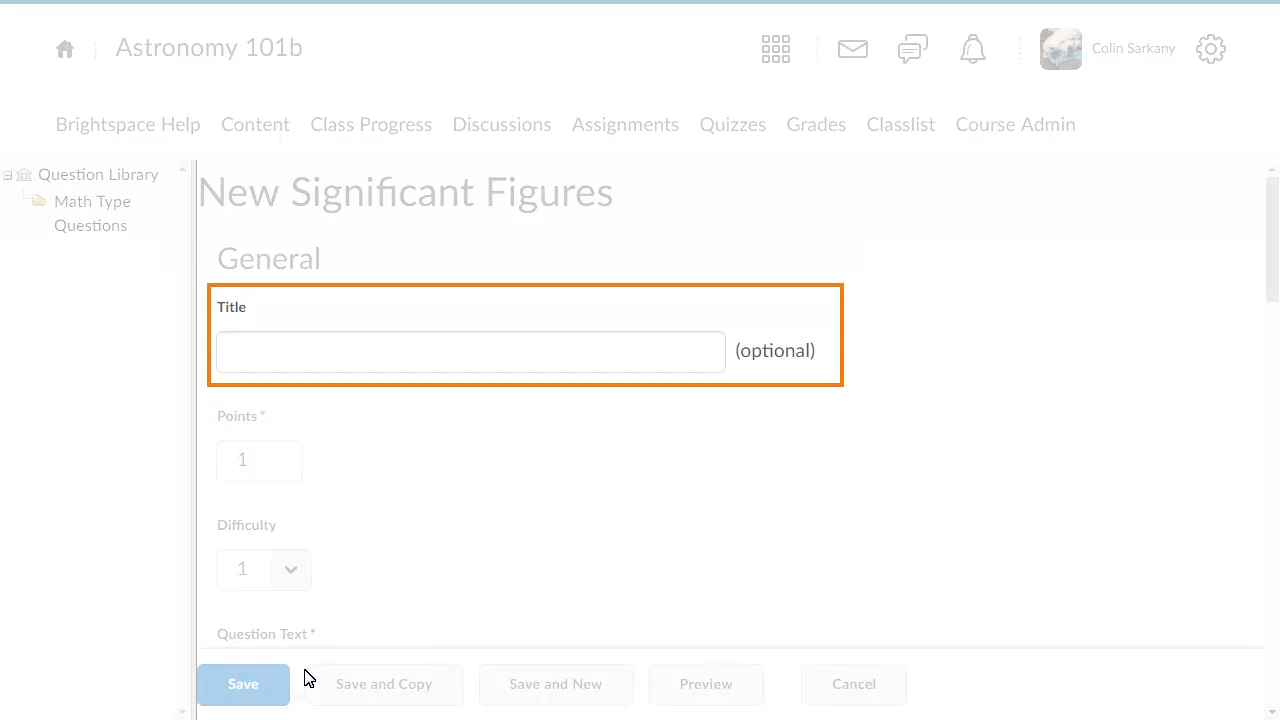 Astronomy 101b
Colin Sarkany
Brightspace Help Content Class Progress Discussions Assignments Quizzes Grades Classlist Course Admin
Question Library
Math Type
Questions
New Significant Figures
General
Title
(optional)
Points *
1
Difficulty
1
Question Text *
Save Save and Copy Save and New Preview Cancel